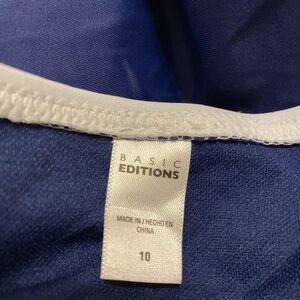 BASIC
EDITIONS
MADE IN / HECHO EN
CHINA
10